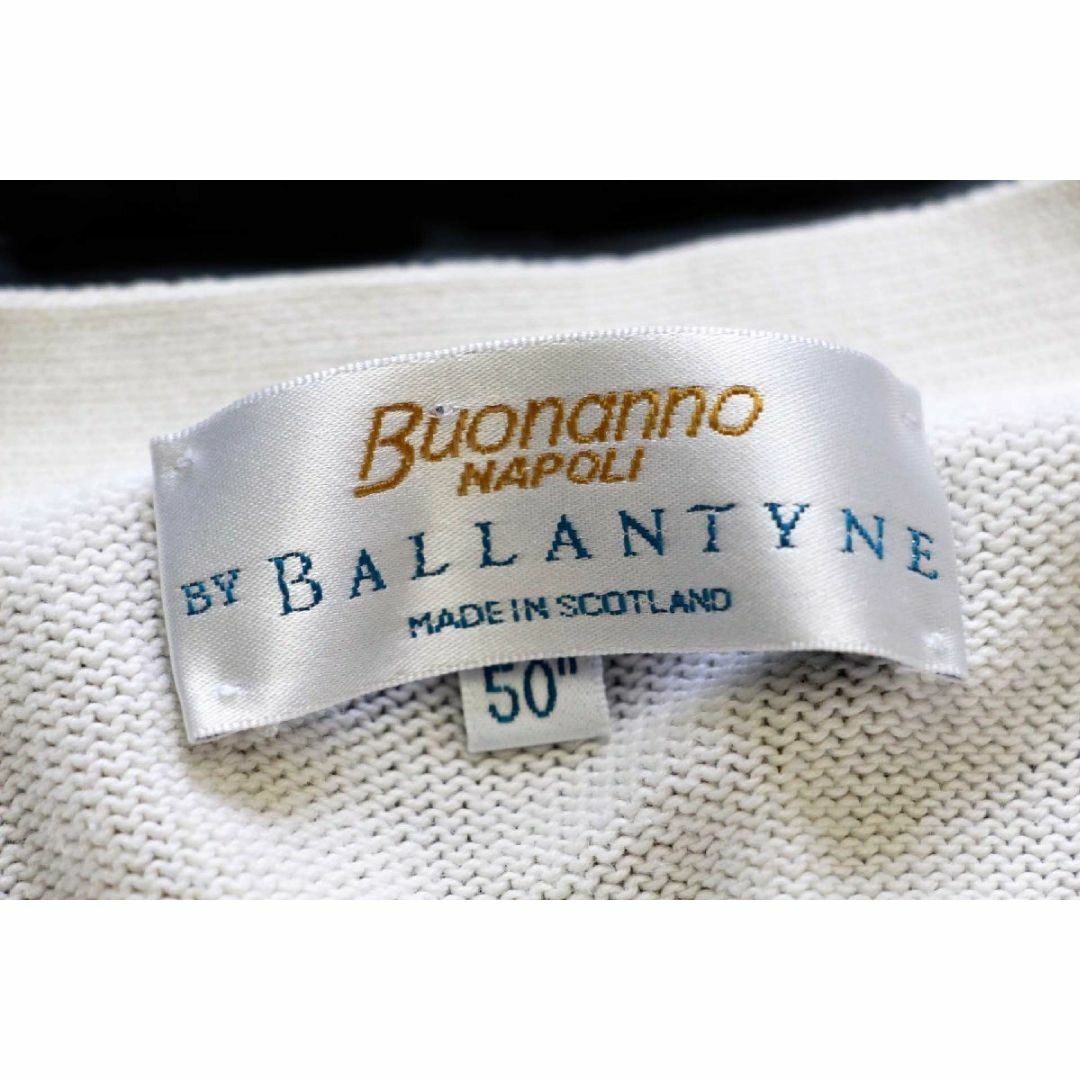 Buonanno
NAPOLI
BY BALLANTYNE
MADE IN SCOTLAND
50"